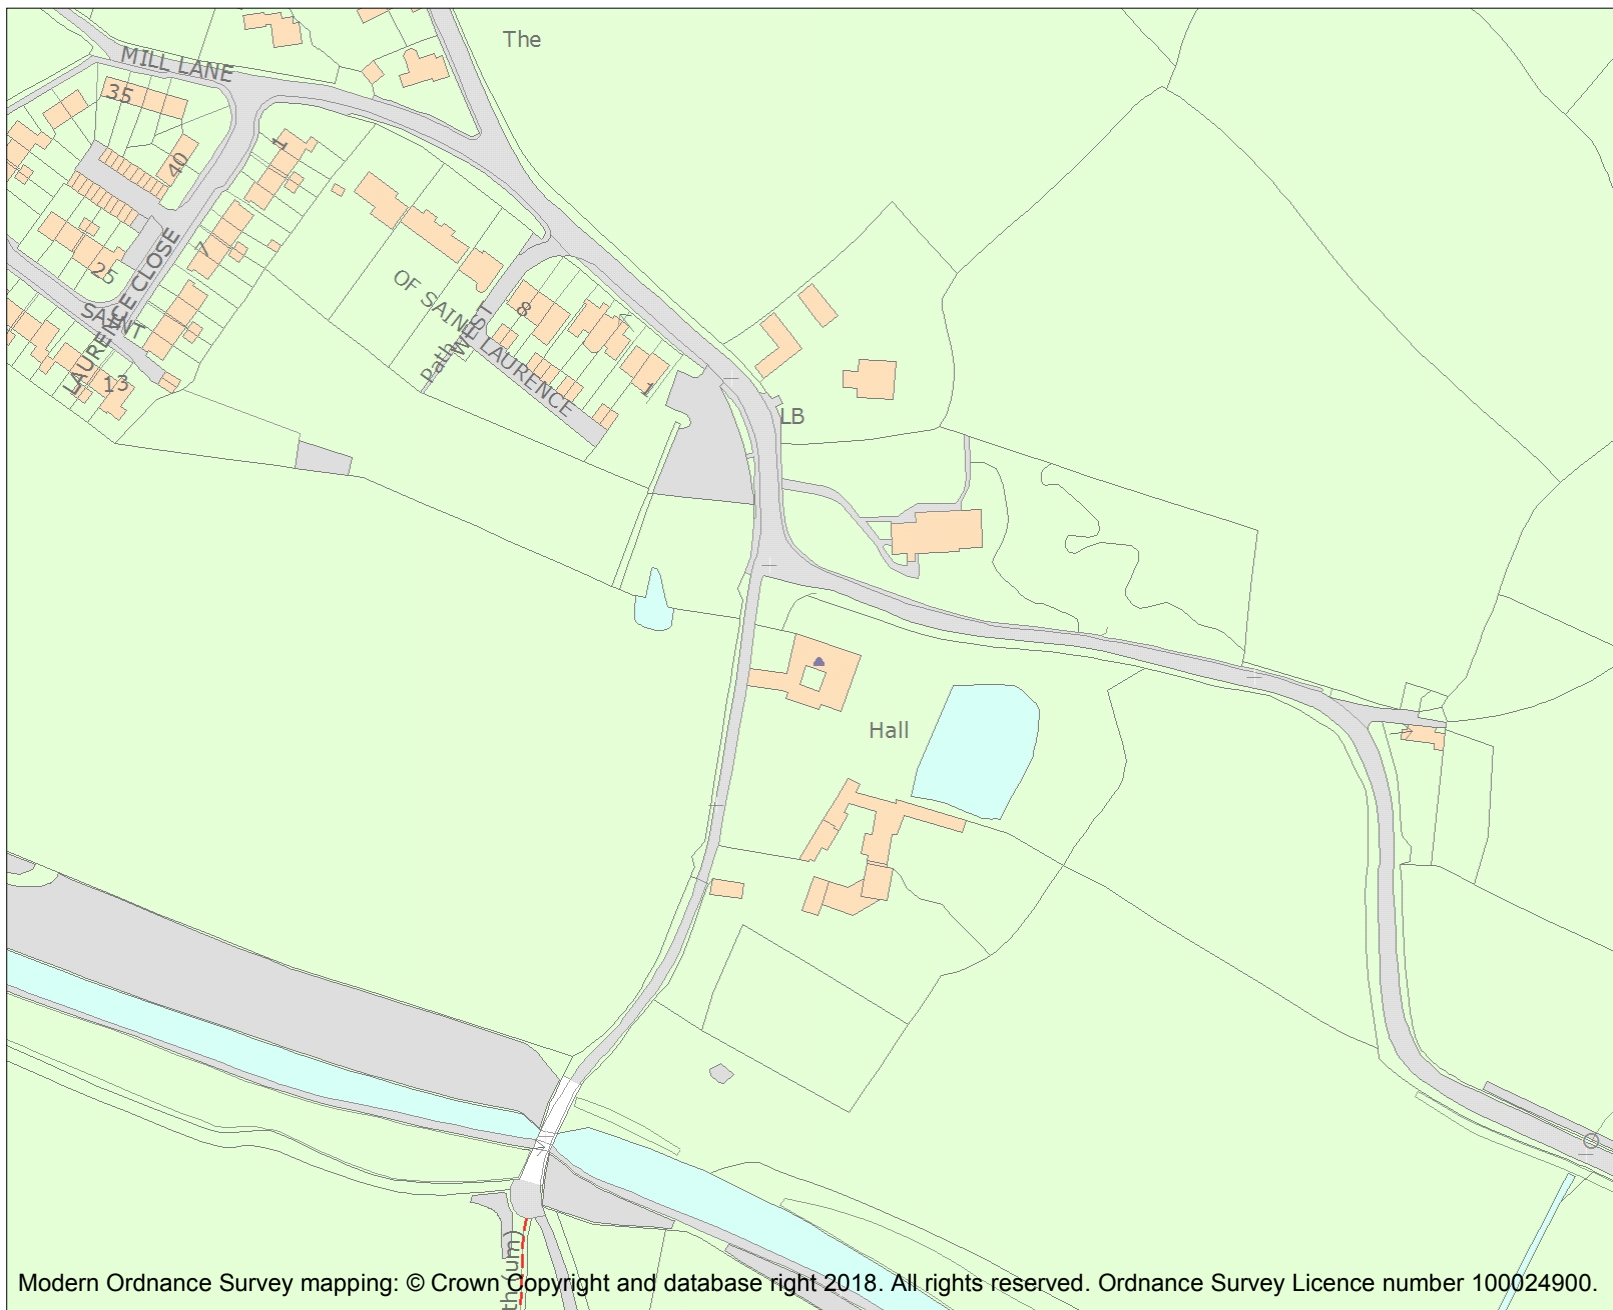 The
MILL LANE
35
1
40
7
25
LAURENCE CLOSE
SAINT
13
OF SAINT LAURENCE
8
WEST
Path
1
LB
Hall
Modern Ordnance Survey mapping: © Crown Copyright and database right 2018. All rights reserved. Ordnance Survey Licence number 100024900.